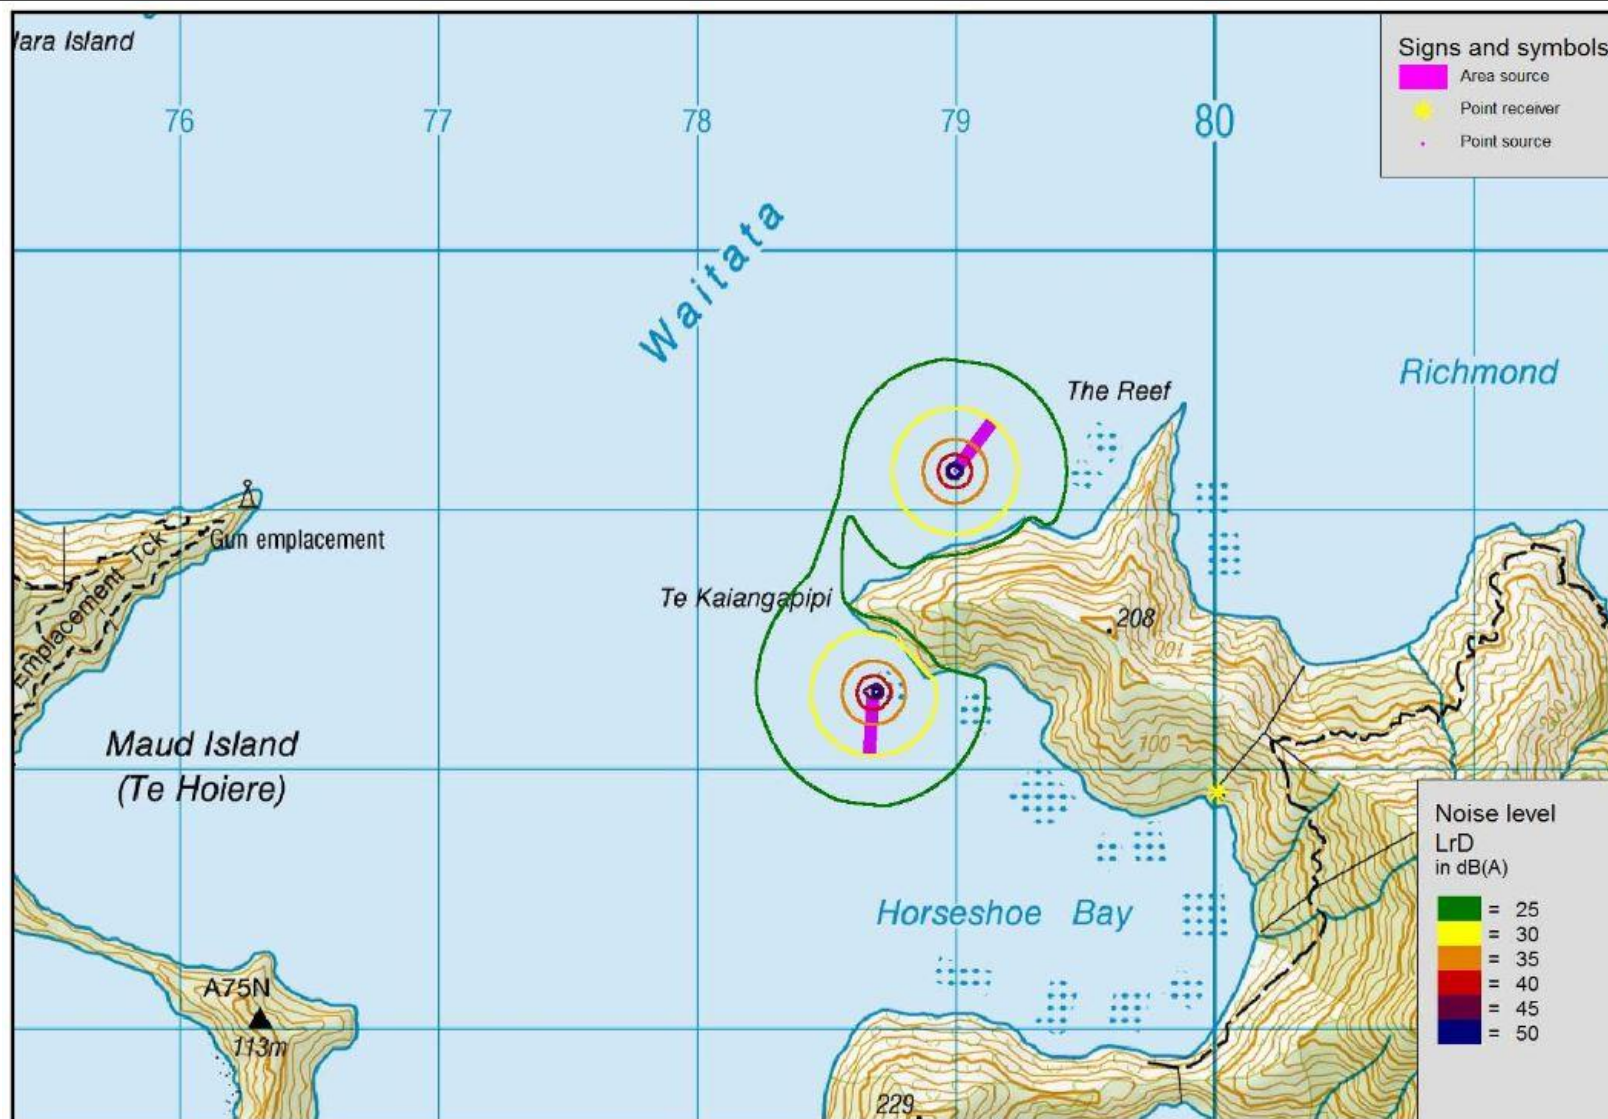 lara Island
76
77
78
79
80
Signs and symbols
Area source
Point receiver
Point source
Waitata
The Reef
Richmond
Gun emplacement
Tck
Emplacement
Te Kaiangapipi
208
100
100
200
Maud Island
(Te Hoiere)
Horseshoe Bay
A75N
113m
229
Noise level
LrD
in dB(A)
= 25
= 30
= 35
= 40
= 45
= 50